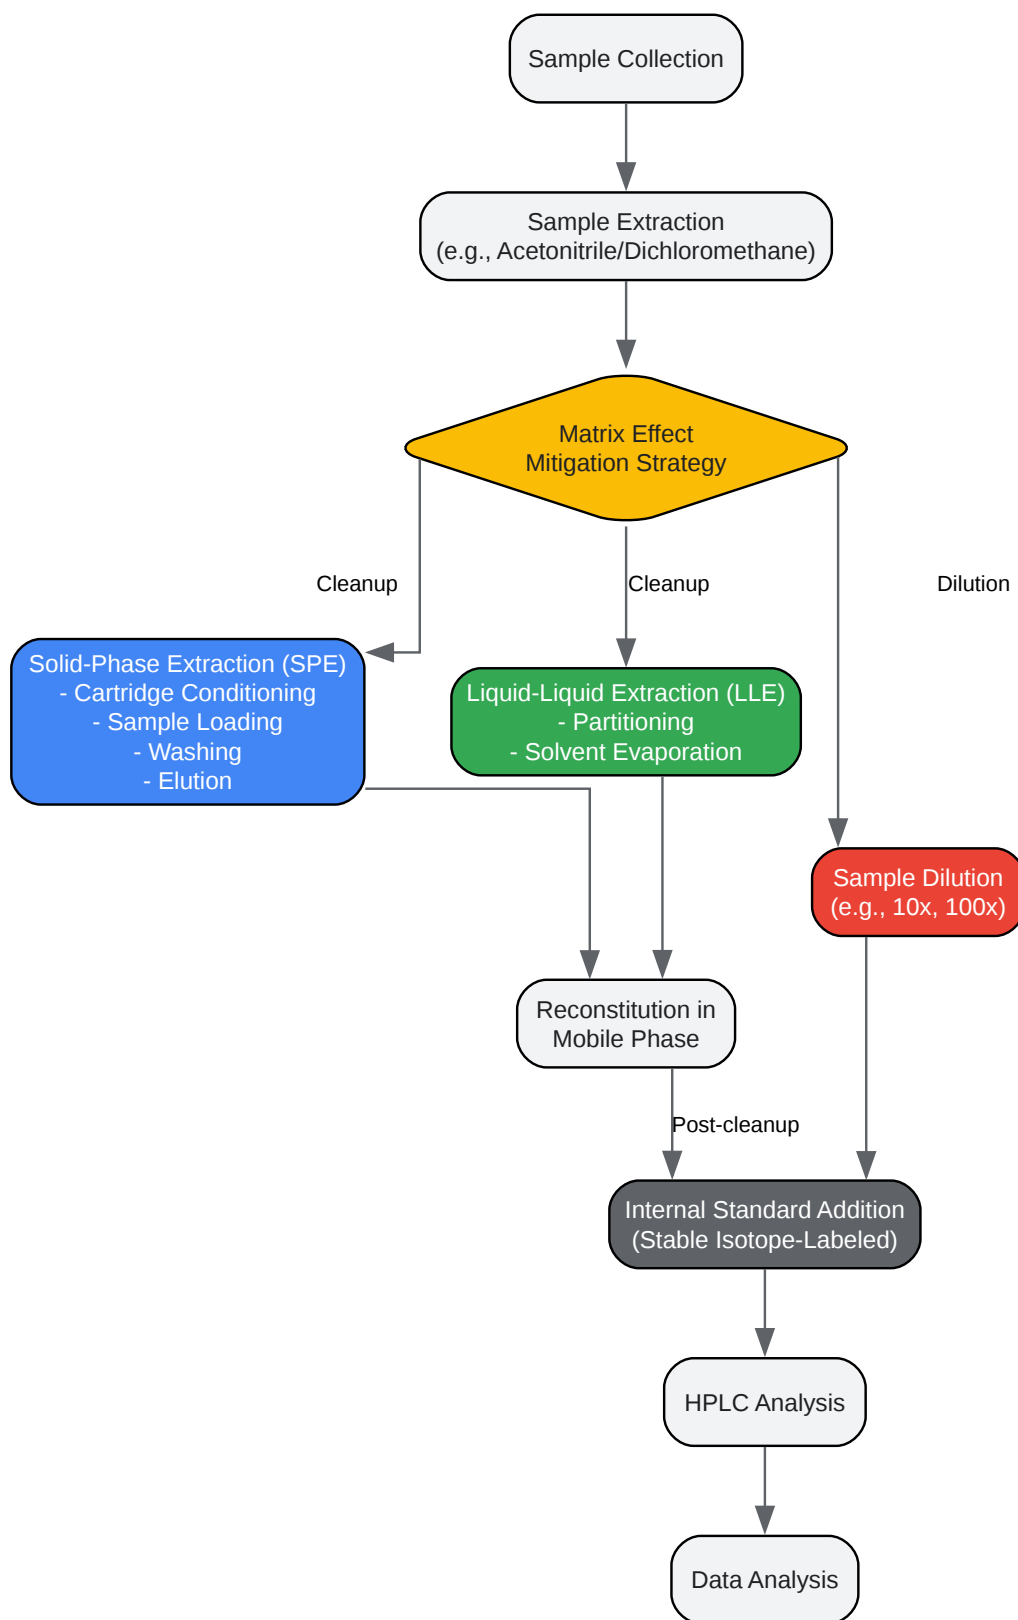 Sample Collection
Sample Extraction
(e.g., Acetonitrile/Dichloromethane)
Matrix Effect
Mitigation Strategy
Cleanup
Cleanup
Dilution
Solid-Phase Extraction (SPE)
- Cartridge Conditioning
- Sample Loading
- Washing
- Elution
Liquid-Liquid Extraction (LLE)
- Partitioning
- Solvent Evaporation
Sample Dilution
(e.g., 10x, 100x)
Reconstitution in
Mobile Phase
Post-cleanup
Internal Standard Addition
(Stable Isotope-Labeled)
HPLC Analysis
Data Analysis